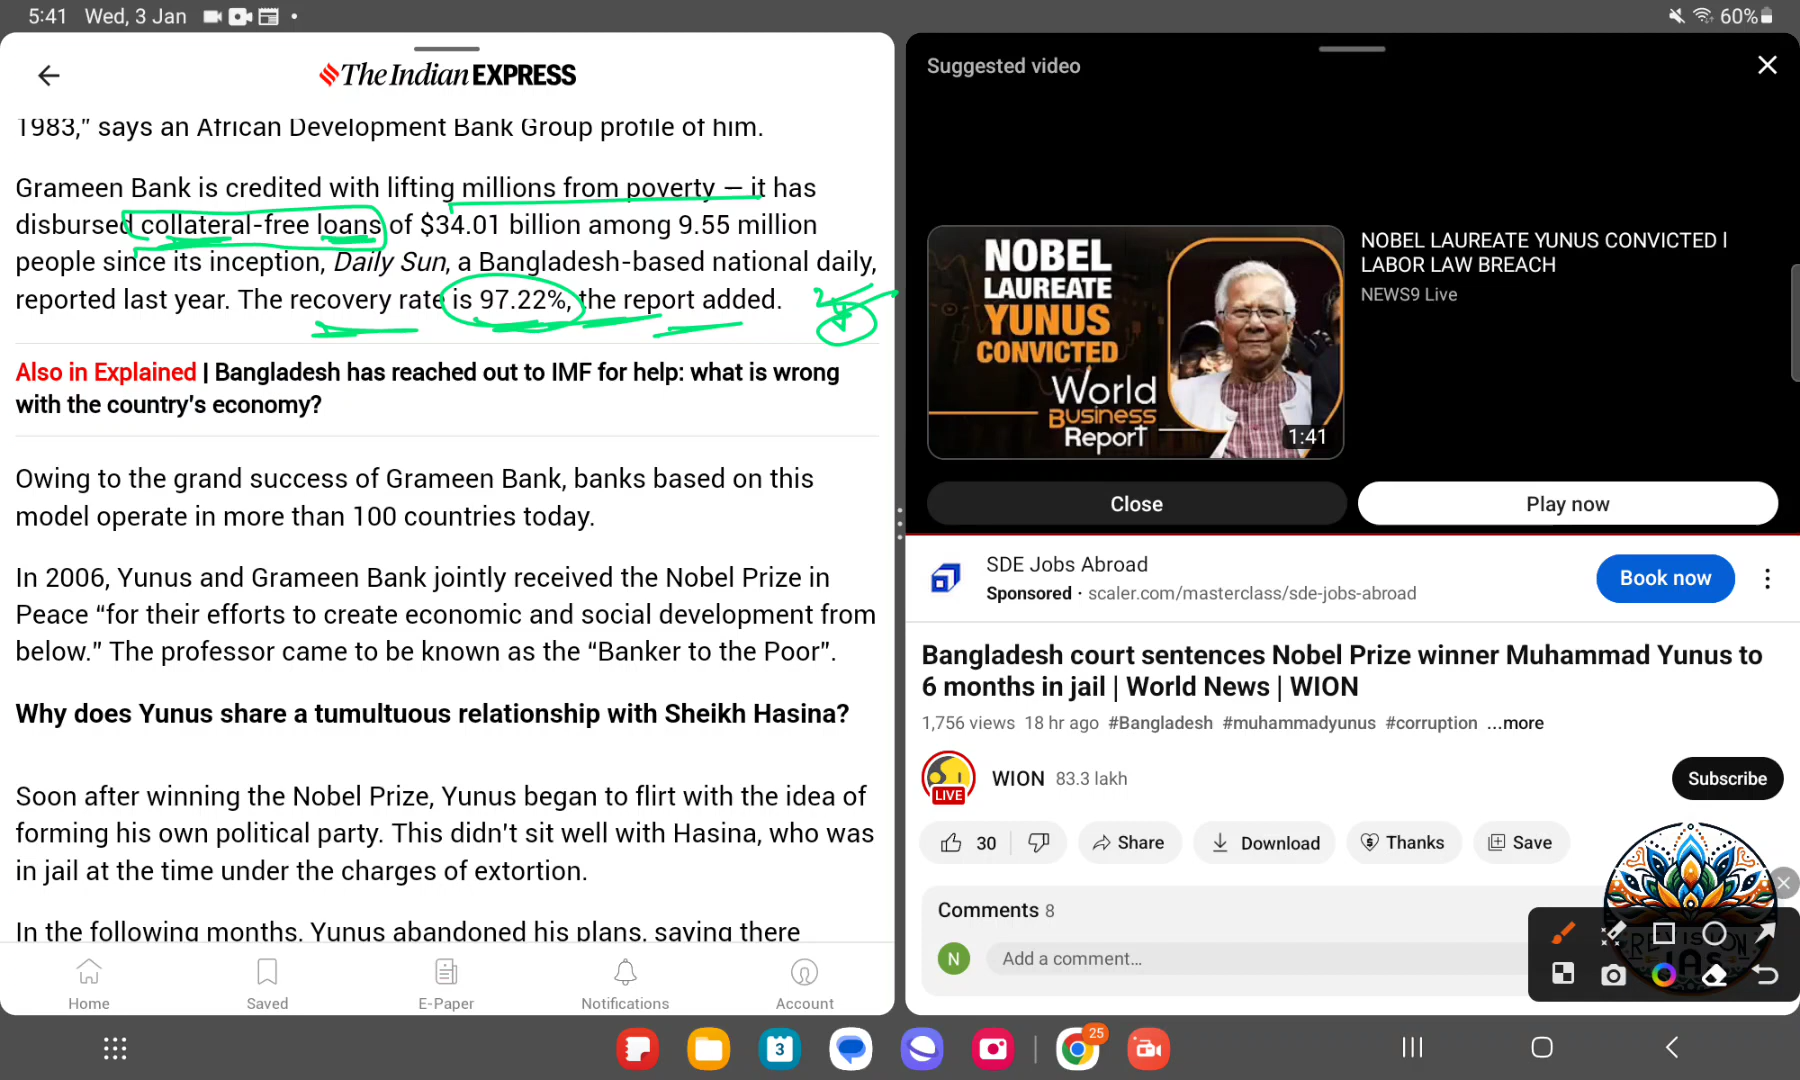 5:41 Wed, 3 Jan
60%
The Indian EXPRESS
1983," says an African Development Bank Group profile of him.
Grameen Bank is credited with lifting millions from poverty — it has
disbursed collateral-free loans of $34.01 billion among 9.55 million
people since its inception, Daily Sun, a Bangladesh-based national daily,
reported last year. The recovery rate is 97.22%, the report added.
Also in Explained | Bangladesh has reached out to IMF for help: what is wrong
with the country's economy?
Owing to the grand success of Grameen Bank, banks based on this
model operate in more than 100 countries today.
In 2006, Yunus and Grameen Bank jointly received the Nobel Prize in
Peace “for their efforts to create economic and social development from
below.” The professor came to be known as the “Banker to the Poor”.
Why does Yunus share a tumultuous relationship with Sheikh Hasina?
Soon after winning the Nobel Prize, Yunus began to flirt with the idea of
forming his own political party. This didn't sit well with Hasina, who was
in jail at the time under the charges of extortion.
In the following months, Yunus abandoned his plans, saying there
Home
Saved
E-Paper
Notifications
Account
Suggested video
NOBEL
LAUREATE
YUNUS
CONVICTED
World
Business
Report
1:41
NOBEL LAUREATE YUNUS CONVICTED |
LABOR LAW BREACH
NEWS9 Live
Close
Play now
SDE Jobs Abroad
Sponsored · scaler.com/masterclass/sde-jobs-abroad
Book now
Bangladesh court sentences Nobel Prize winner Muhammad Yunus to
6 months in jail | World News | WION
1,756 views 18 hr ago #Bangladesh #muhammadyunus #corruption ...more
LIVE
WION 83.3 lakh
Subscribe
30
Share
Download
Thanks
Save
Comments 8
N
Add a comment...
REVISION
IAS
3
25